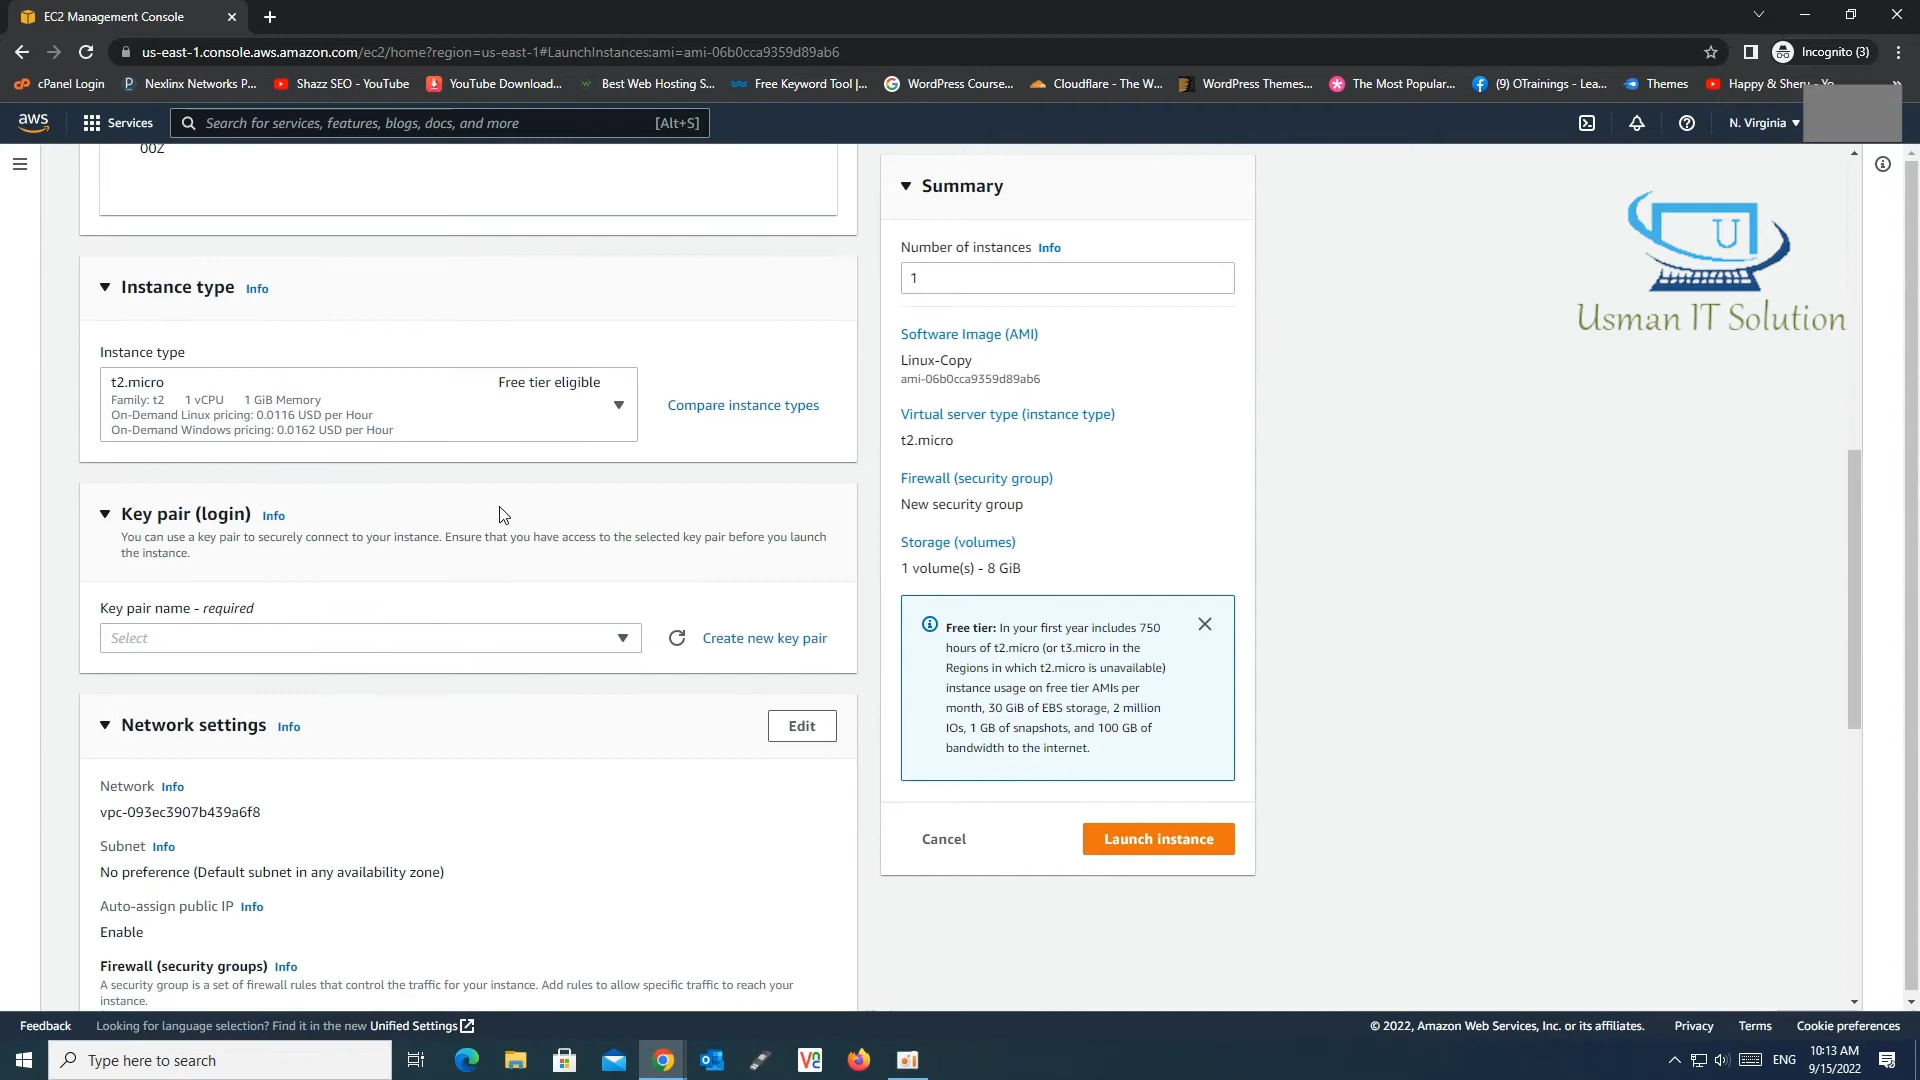 EC2 Management Console
us-east-1.console.aws.amazon.com/ec2/home?region=us-east-1#LaunchInstances:ami=ami-06b0cca9359d89ab6
Incognito (3)
cPanel Login
Nexlinx Networks P...
Shazz SEO - YouTube
YouTube Download...
Best Web Hosting S...
Free Keyword Tool |...
WordPress Course...
Cloudflare - The W...
WordPress Themes...
The Most Popular...
(9) OTrainings - Lea...
Themes
Happy & Shery - Yo
aws
Services
Search for services, features, blogs, docs, and more
[Alt+S]
N. Virginia
00Z
U
Usman IT Solution
Instance type Info
Instance type
t2.micro
Free tier eligible
Family: t2 1 vCPU 1 GiB Memory
On-Demand Linux pricing: 0.0116 USD per Hour
On-Demand Windows pricing: 0.0162 USD per Hour
Compare instance types
Key pair (login) Info
You can use a key pair to securely connect to your instance. Ensure that you have access to the selected key pair before you launch
the instance.
Key pair name - required
Select
Create new key pair
Network settings Info
Edit
Network Info
vpc-093ec3907b439a6f8
Subnet Info
No preference (Default subnet in any availability zone)
Auto-assign public IP Info
Enable
Firewall (security groups) Info
A security group is a set of firewall rules that control the traffic for your instance. Add rules to allow specific traffic to reach your
instance.
Summary
Number of instances Info
1
Software Image (AMI)
Linux-Copy
ami-06b0cca9359d89ab6
Virtual server type (instance type)
t2.micro
Firewall (security group)
New security group
Storage (volumes)
1 volume(s) - 8 GiB
Free tier: In your first year includes 750
hours of t2.micro (or t3.micro in the
Regions in which t2.micro is unavailable)
instance usage on free tier AMIs per
month, 30 GiB of EBS storage, 2 million
IOs, 1 GB of snapshots, and 100 GB of
bandwidth to the internet.
Cancel
Launch instance
Feedback
Looking for language selection? Find it in the new Unified Settings
© 2022, Amazon Web Services, Inc. or its affiliates.
Privacy
Terms
Cookie preferences
Type here to search
ENG
10:13 AM
9/15/2022